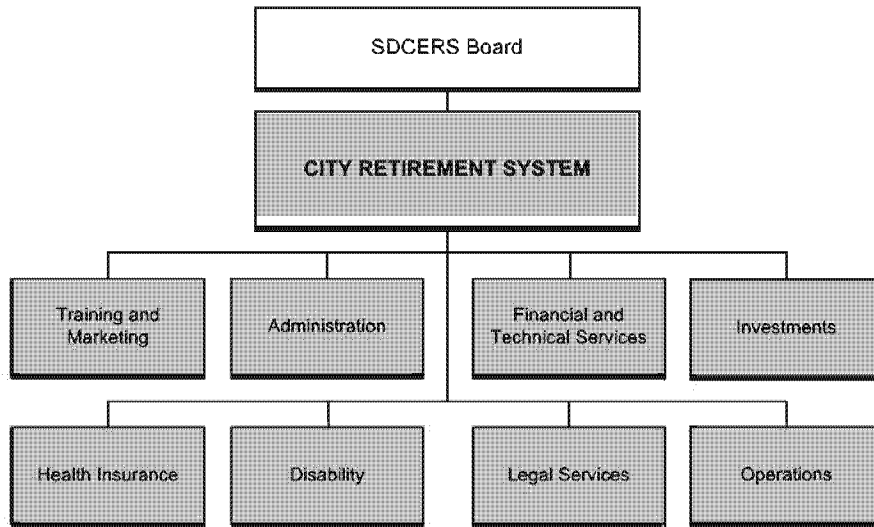 SDCERS Board
CITY RETIREMENT SYSTEM
Training and
Marketing
Administration
Financial and
Technical Services
Investments
Health Insurance
Disability
Legal Services
Operations